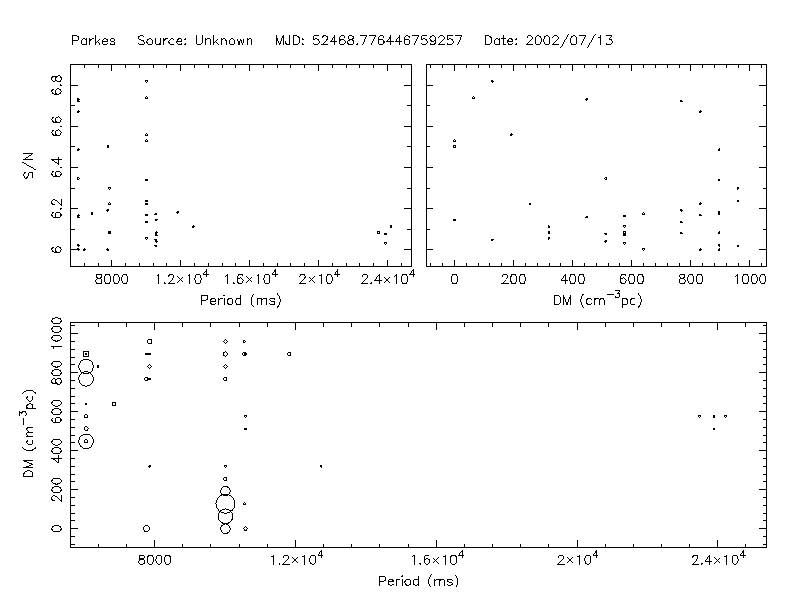 Parkes Source: Unknown MJD: 52468.776446759257 Date: 2002/07/13
S/N
6.8
6.6
6.4
6.2
6
8000 1.2×10⁴ 1.6×10⁴ 2×10⁴ 2.4×10⁴
Period (ms)
0 200 400 600 800 1000
DM (cm⁻³pc)
DM (cm⁻³pc)
1000
800
600
400
200
0
8000 1.2×10⁴ 1.6×10⁴ 2×10⁴ 2.4×10⁴
Period (ms)